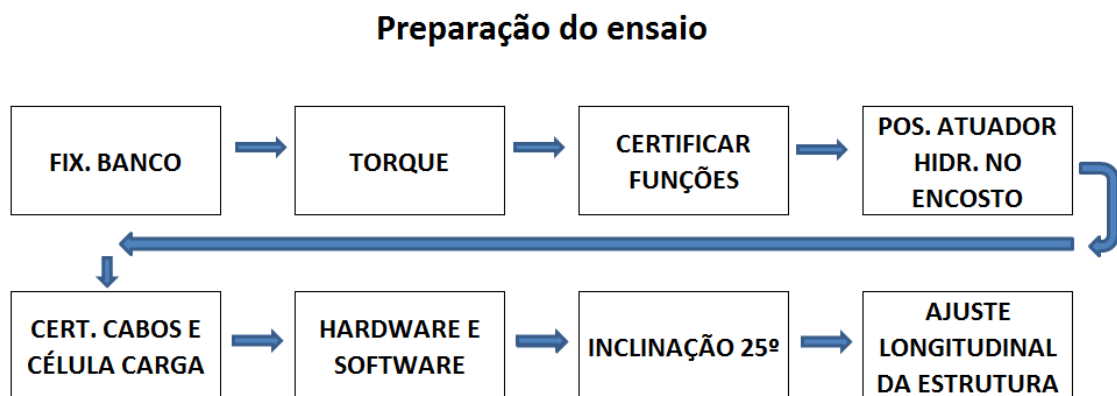 Preparação do ensaio
FIX. BANCO
TORQUE
CERTIFICAR
FUNÇÕES
POS. ATUADOR
HIDR. NO
ENCOSTO
CERT. CABOS E
CÉLULA CARGA
HARDWARE E
SOFTWARE
INCLINAÇÃO 25º
AJUSTE
LONGITUDINAL
DA ESTRUTURA